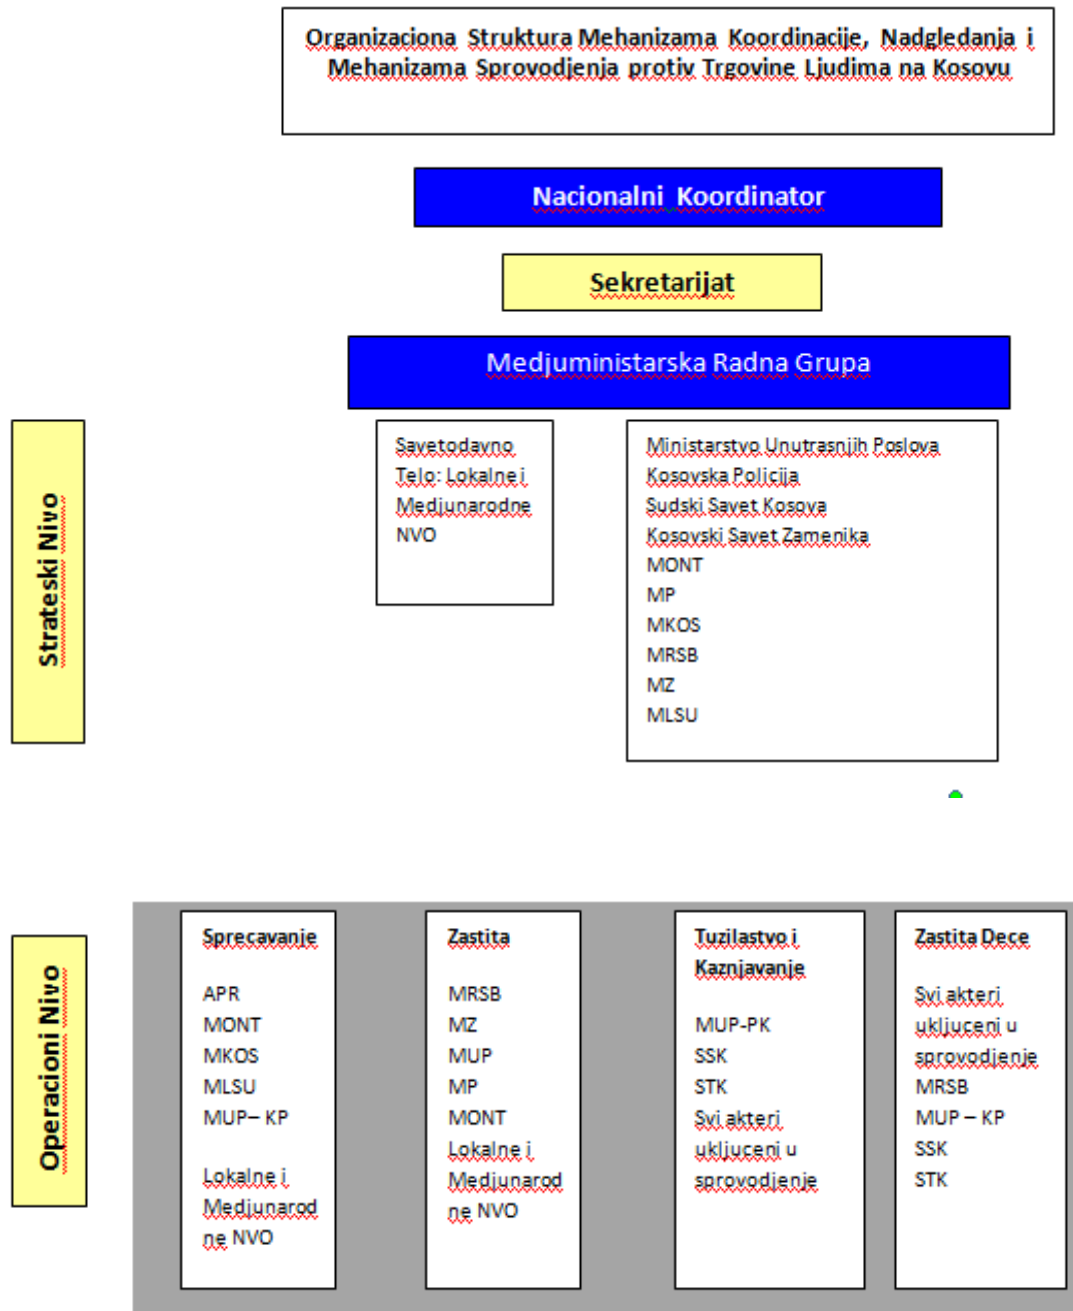 Organizaciona Struktura Mehanizama Koordinacije, Nadgledanja i
Mehanizama Sprovodjenja protiv Trgovine Ljudima na Kosovu
Nacionalni Koordinator
Sekretarijat
Medjuministarska Radna Grupa
Strateski Nivo
Savetodavno
Telo: Lokalne i
Medjunarodne
NVO
Ministarstvo Unutrasnjih Poslova
Kosovska Policija
Sudski Savet Kosova
Kosovski Savet Zamenika
MONT
MP
MKOS
MRSB
MZ
MLSU
Operacioni Nivo
Sprecavanje
APR
MONT
MKOS
MLSU
MUP– KP
Lokalne i
Medjunarod
ne NVO
Zastita
MRSB
MZ
MUP
MP
MONT
Lokalne i
Medjunarod
ne NVO
Tuzilastvo i
Kaznjavanje
MUP-PK
SSK
STK
Svi akteri
ukljuceni u
sprovodjenje
Zastita Dece
Svi akteri
ukljuceni u
sprovodjenje
MRSB
MUP – KP
SSK
STK